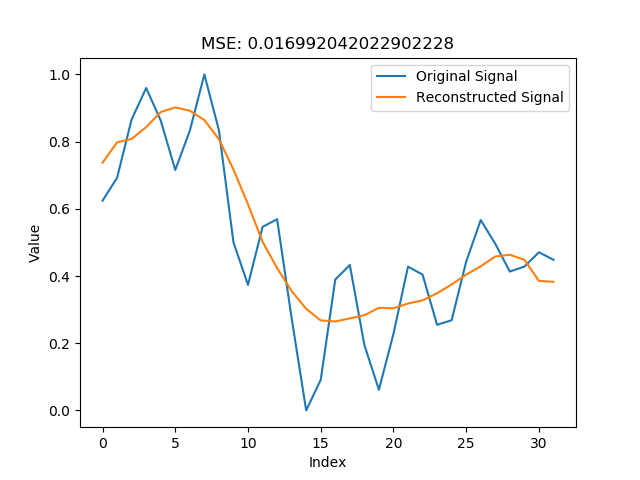 MSE: 0.016992042022902228
Original Signal
Reconstructed Signal
1.0
0.8
0.6
0.4
0.2
0.0
Value
0 5 10 15 20 25 30
Index